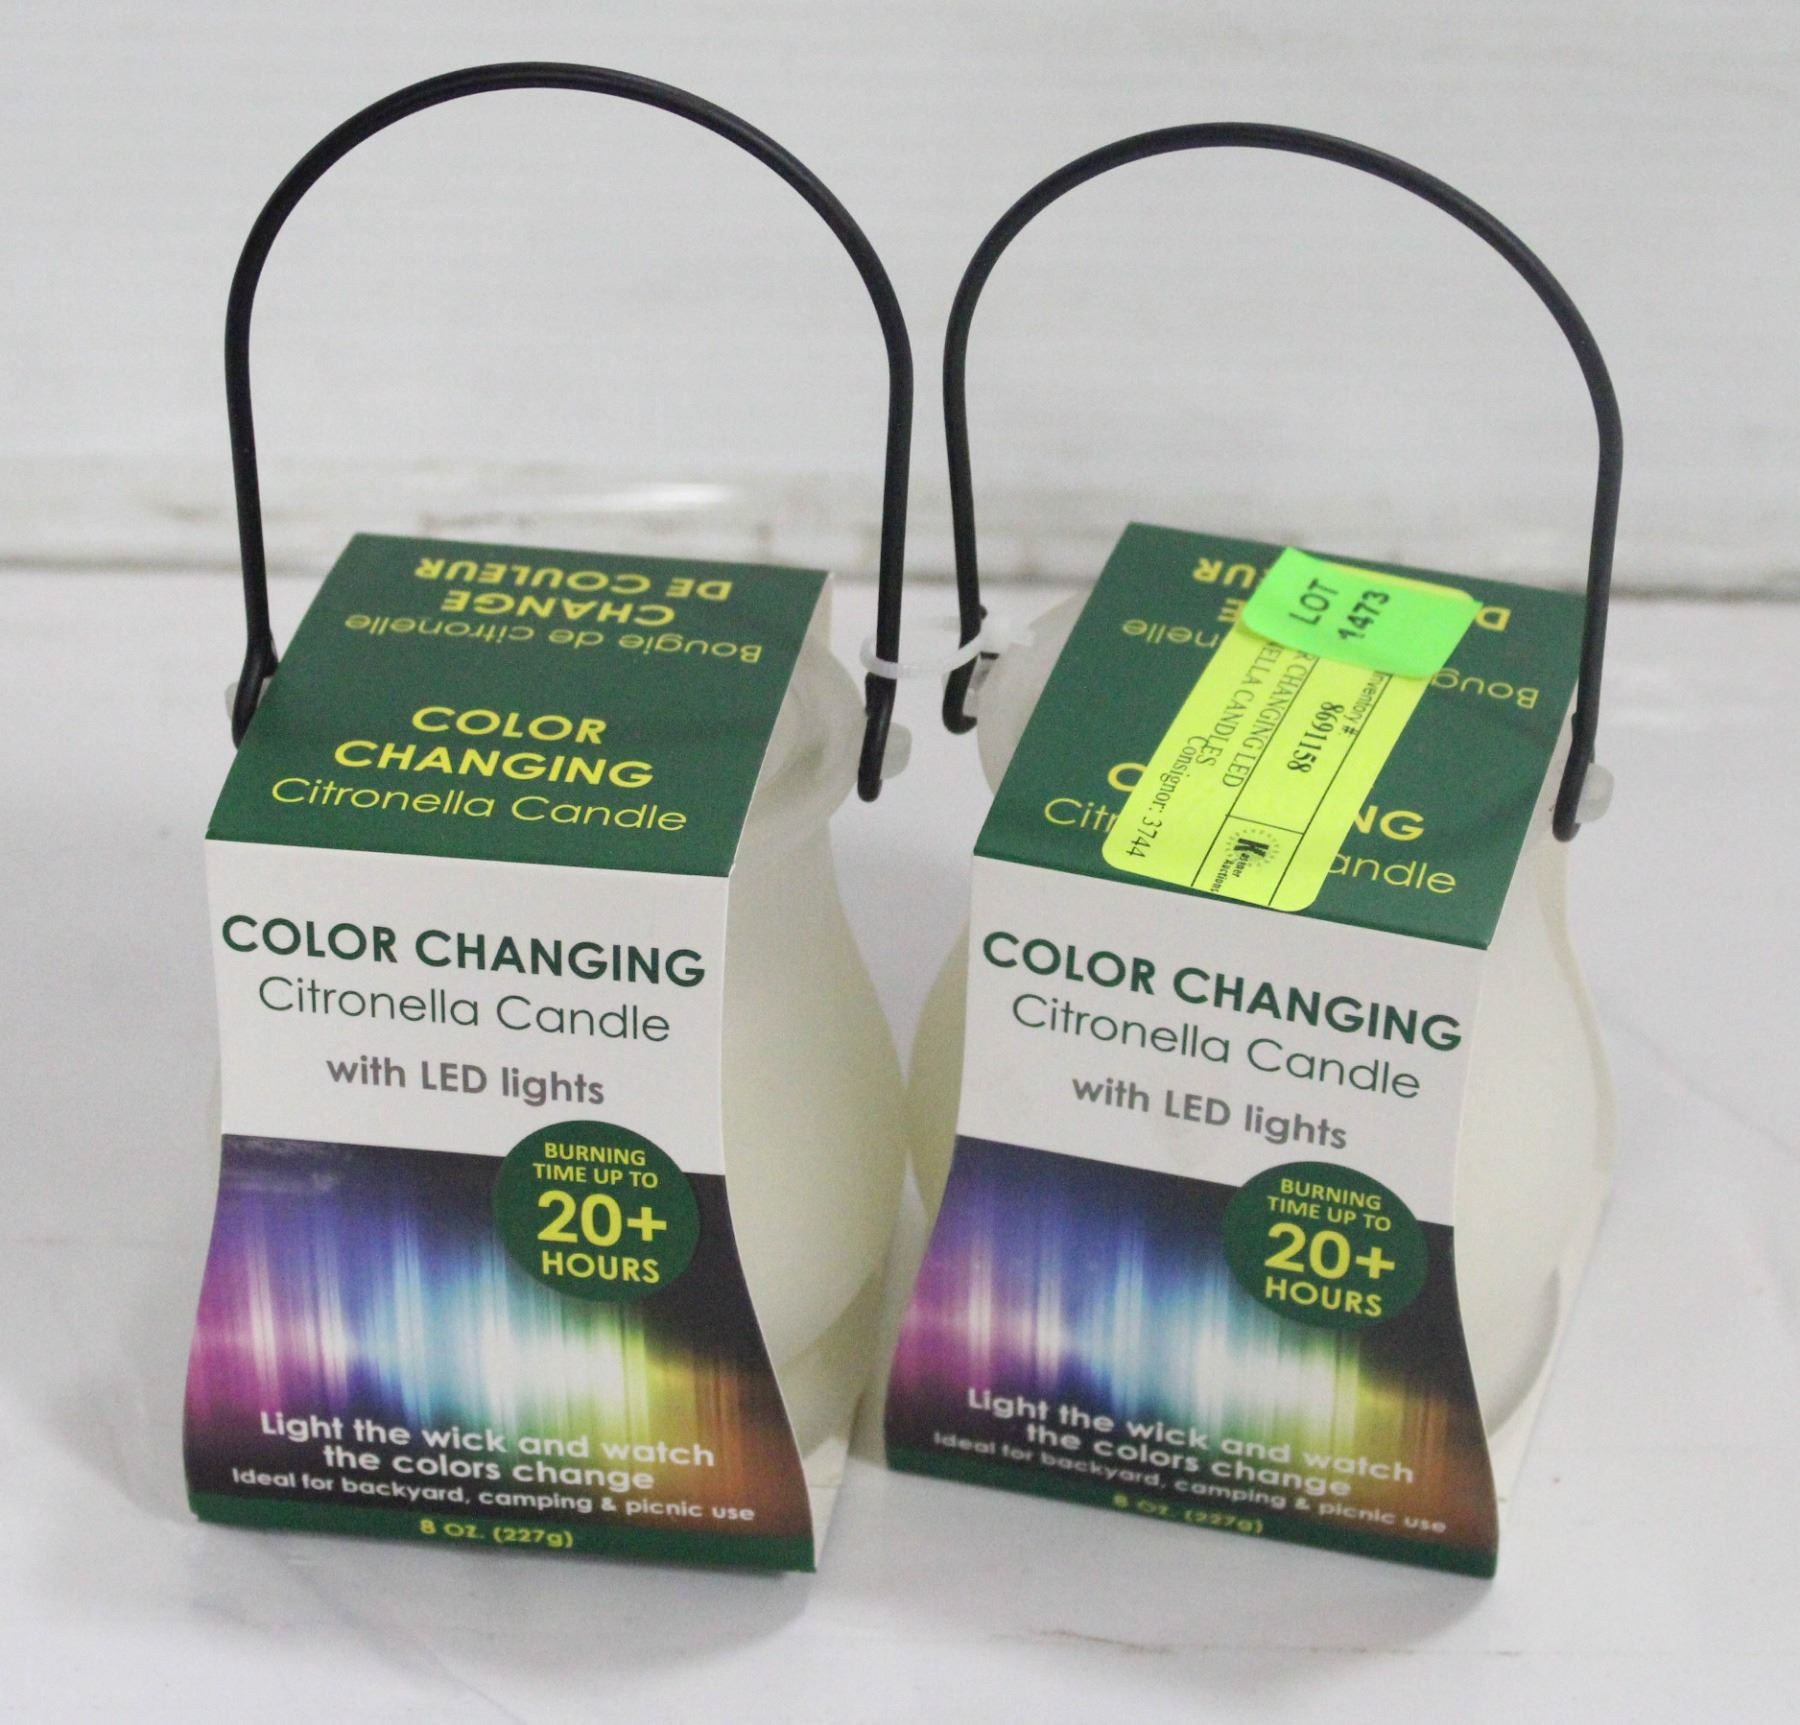 DE COULEUR
CHANGE
Bougie de citronelle
COLOR
CHANGING
Citronella Candle
COLOR CHANGING
Citronella Candle
with LED lights
BURNING
TIME UP TO
20+
HOURS
Light the wick and watch
the colors change
Ideal for backyard, camping & picnic use
8 OZ. (227g)
LOT
1473
Inventory #:
8691158
CHANGING LED
CANDLES
Consignor: 3744
COLOR CHANGING
Citronella Candle
with LED lights
BURNING
TIME UP TO
20+
HOURS
Light the wick and watch
the colors change
Ideal for backyard, camping & picnic use
8 OZ. (227g)